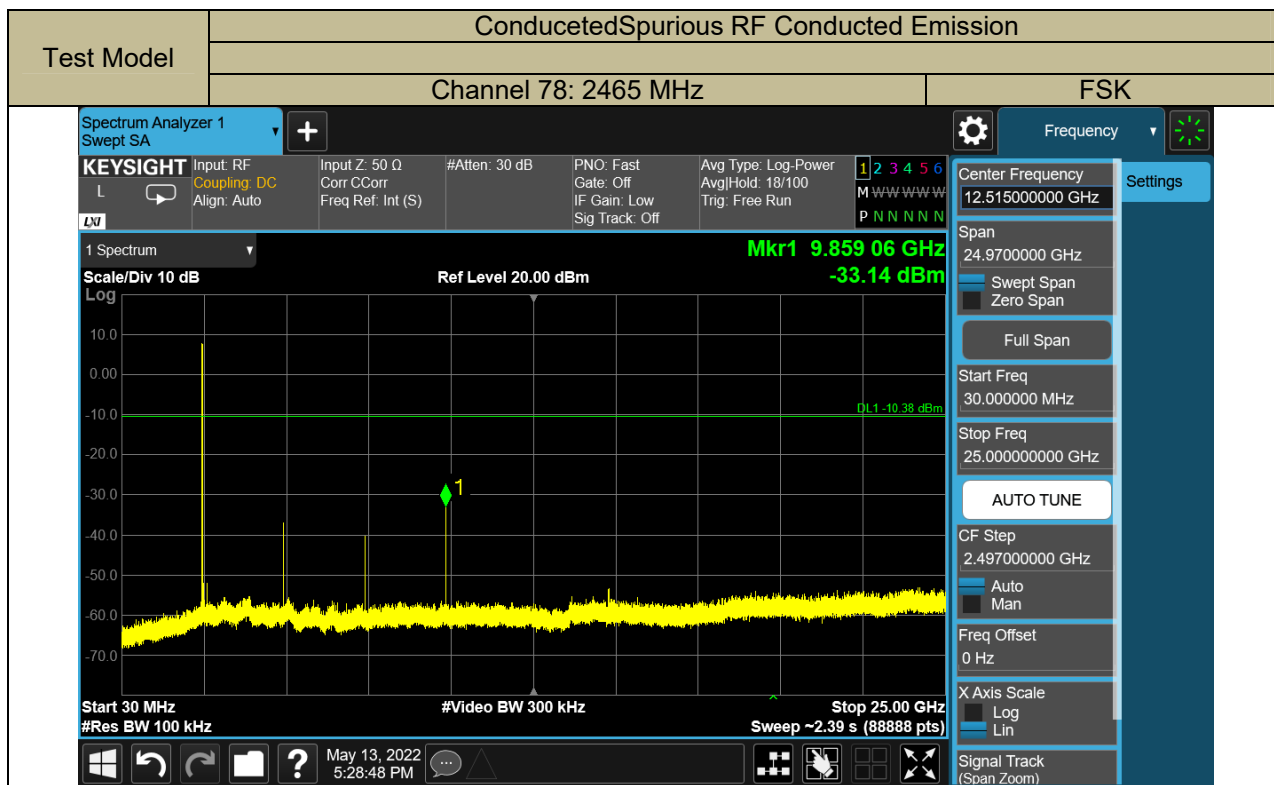 ConducetedSpurious RF Conducted Emission
Test Model
Channel 78: 2465 MHz FSK
Spectrum Analyzer 1
Swept SA
+
Frequency
KEYSIGHT
L
LXI
Input: RF
Coupling: DC
Align: Auto
Input Z: 50 Ω
Corr CCorr
Freq Ref: Int (S)
#Atten: 30 dB
PNO: Fast
Gate: Off
IF Gain: Low
Sig Track: Off
Avg Type: Log-Power
Avg|Hold: 18/100
Trig: Free Run
1 2 3 4 5 6
M W W W W W
P N N N N N
1 Spectrum
Mkr1 9.859 06 GHz
Scale/Div 10 dB Ref Level 20.00 dBm -33.14 dBm
Log
10.0
0.00
-10.0
DL1 -10.38 dBm
-20.0
1
-30.0
-40.0
-50.0
-60.0
-70.0
Start 30 MHz #Video BW 300 kHz Stop 25.00 GHz
#Res BW 100 kHz Sweep ~2.39 s (88888 pts)
?
May 13, 2022
5:28:48 PM
Center Frequency
12.515000000 GHz
Settings
Span
24.9700000 GHz
Swept Span
Zero Span
Full Span
Start Freq
30.000000 MHz
Stop Freq
25.000000000 GHz
AUTO TUNE
CF Step
2.497000000 GHz
Auto
Man
Freq Offset
0 Hz
X Axis Scale
Log
Lin
Signal Track
(Span Zoom)